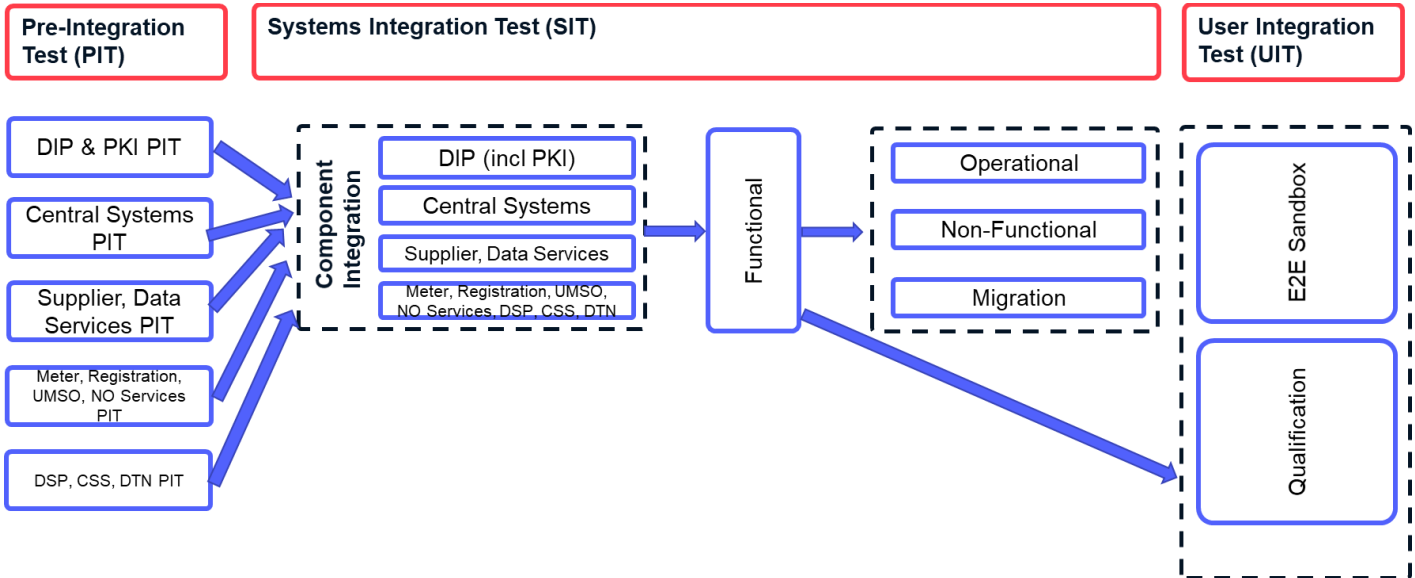 Pre-Integration
Test (PIT)
Systems Integration Test (SIT)
User Integration
Test (UIT)
DIP & PKI PIT
Central Systems
PIT
Supplier, Data
Services PIT
Meter, Registration,
UMSO, NO Services
PIT
DSP, CSS, DTN PIT
Component
Integration
DIP (incl PKI)
Central Systems
Supplier, Data Services
Meter, Registration, UMSO,
NO Services, DSP, CSS, DTN
Functional
Operational
Non-Functional
Migration
E2E Sandbox
Qualification